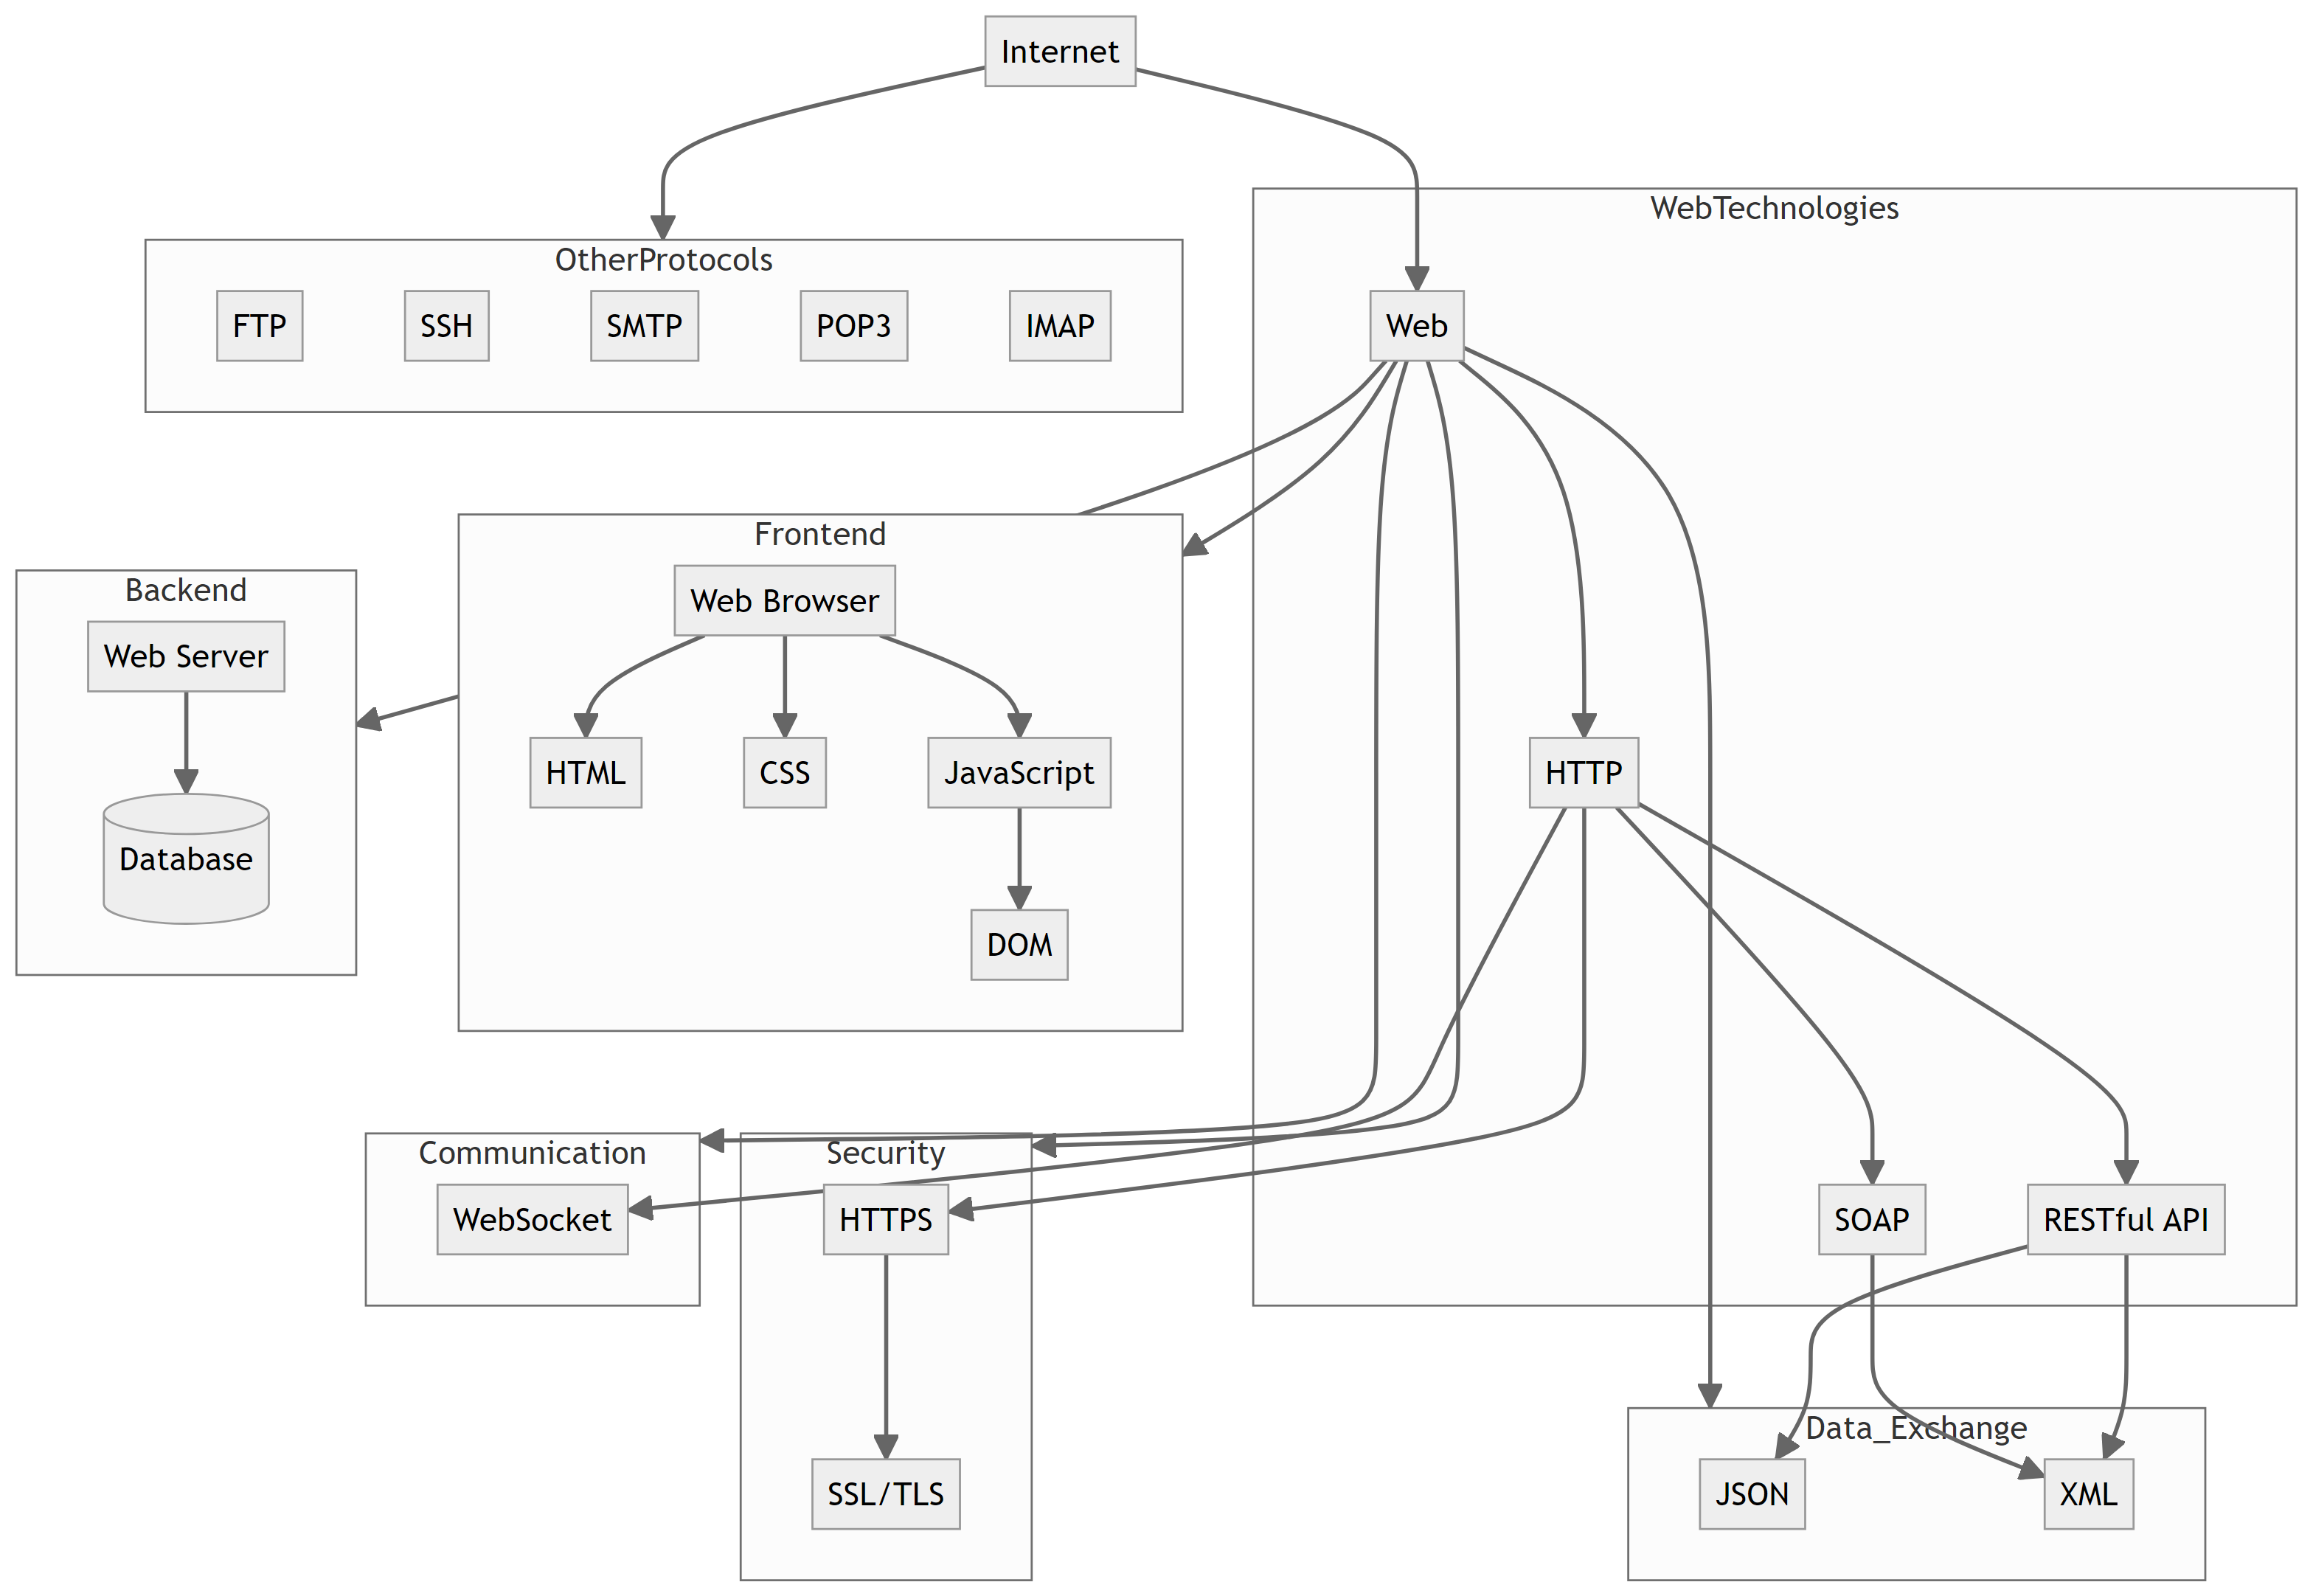 Internet
WebTechnologies
OtherProtocols
FTP
SSH
SMTP
POP3
IMAP
Web
Frontend
Web Browser
Backend
Web Server
HTML
CSS
JavaScript
HTTP
Database
DOM
Communication
Security
WebSocket
HTTPS
SOAP
RESTful API
Data_Exchange
SSL/TLS
JSON
XML